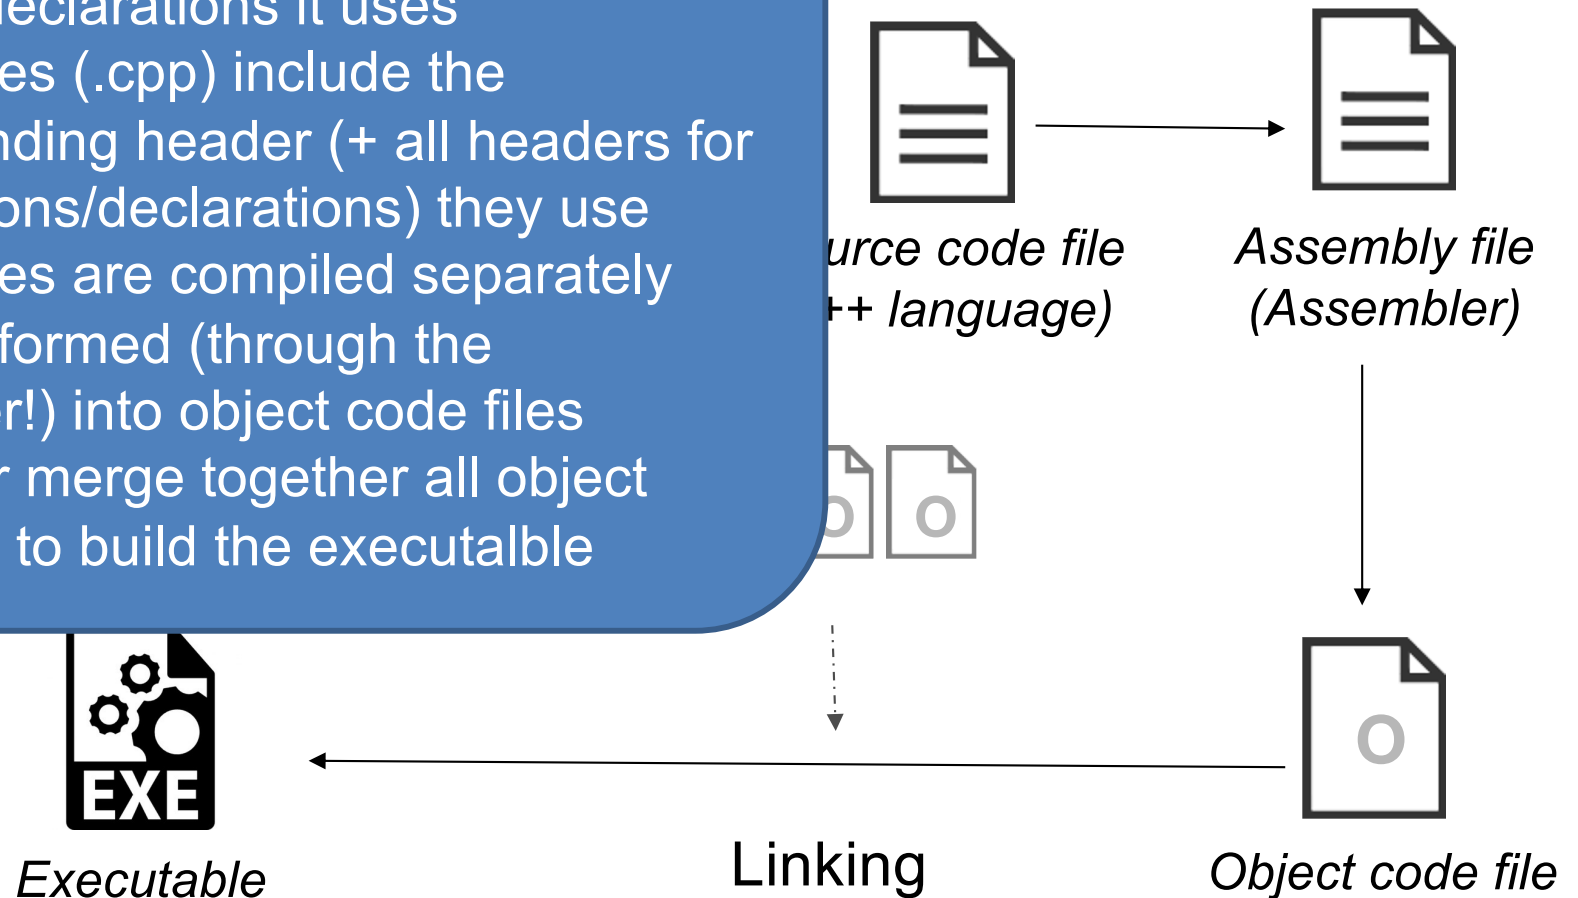 declarations it uses
es (.cpp) include the
nding header (+ all headers for
ons/declarations) they use
es are compiled separately
formed (through the
er!) into object code files
r merge together all object
to build the executalble
urce code file
++ language)
Assembly file
(Assembler)
O
O
O
EXE
Executable
Linking
Object code file